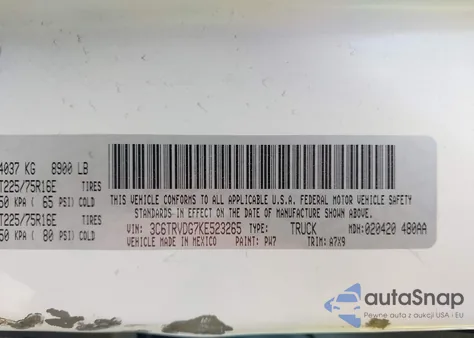 4037 KG 8900 LB
T225/75R16E TIRES
50 KPA ( 65 PSI) COLD
T225/75R16E TIRES
50 KPA ( 80 PSI) COLD
THIS VEHICLE CONFORMS TO ALL APPLICABLE U.S.A. FEDERAL MOTOR VEHICLE SAFETY
STANDARDS IN EFFECT ON THE DATE OF MANUFACTURE SHOWN ABOVE.
VIN: 3C6TRVDG7KE523265 TYPE: TRUCK MDH: 020420 480AA
VEHICLE MADE IN MEXICO PAINT: PW7 TRIM: A7X9
autoSnap
Pewne auta z aukcji USA i EU